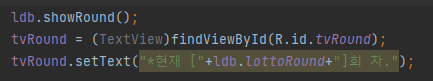 ldb.showRound();
tvRound = (TextView)findViewById(R.id.tvRound);
tvRound.setText("*현재 ["+ldb.lottoRound+"]회 차.");